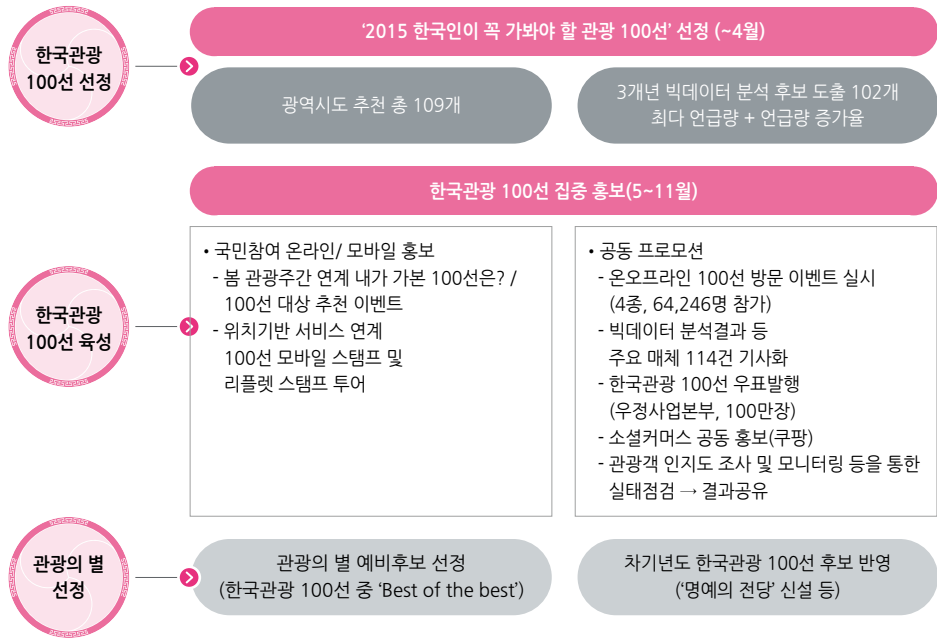 한국관광
100선 선정
‘2015 한국인이 꼭 가봐야 할 관광 100선’ 선정 (~4월)
광역시도 추천 총 109개
3개년 빅데이터 분석 후보 도출 102개
최다 언급량 + 언급량 증가율
한국관광
100선 육성
한국관광 100선 집중 홍보(5~11월)
• 국민참여 온라인/ 모바일 홍보
- 봄 관광주간 연계 내가 가본 100선은? /
100선 대상 추천 이벤트
- 위치기반 서비스 연계
100선 모바일 스탬프 및
리플렛 스탬프 투어
• 공동 프로모션
- 온오프라인 100선 방문 이벤트 실시
(4종, 64,246명 참가)
- 빅데이터 분석결과 등
주요 매체 114건 기사화
- 한국관광 100선 우표발행
(우정사업본부, 100만장)
- 소셜커머스 공동 홍보(쿠팡)
- 관광객 인지도 조사 및 모니터링 등을 통한
실태점검 → 결과공유
관광의 별
선정
관광의 별 예비후보 선정
(한국관광 100선 중 ‘Best of the best’)
차기년도 한국관광 100선 후보 반영
(‘명예의 전당’ 신설 등)